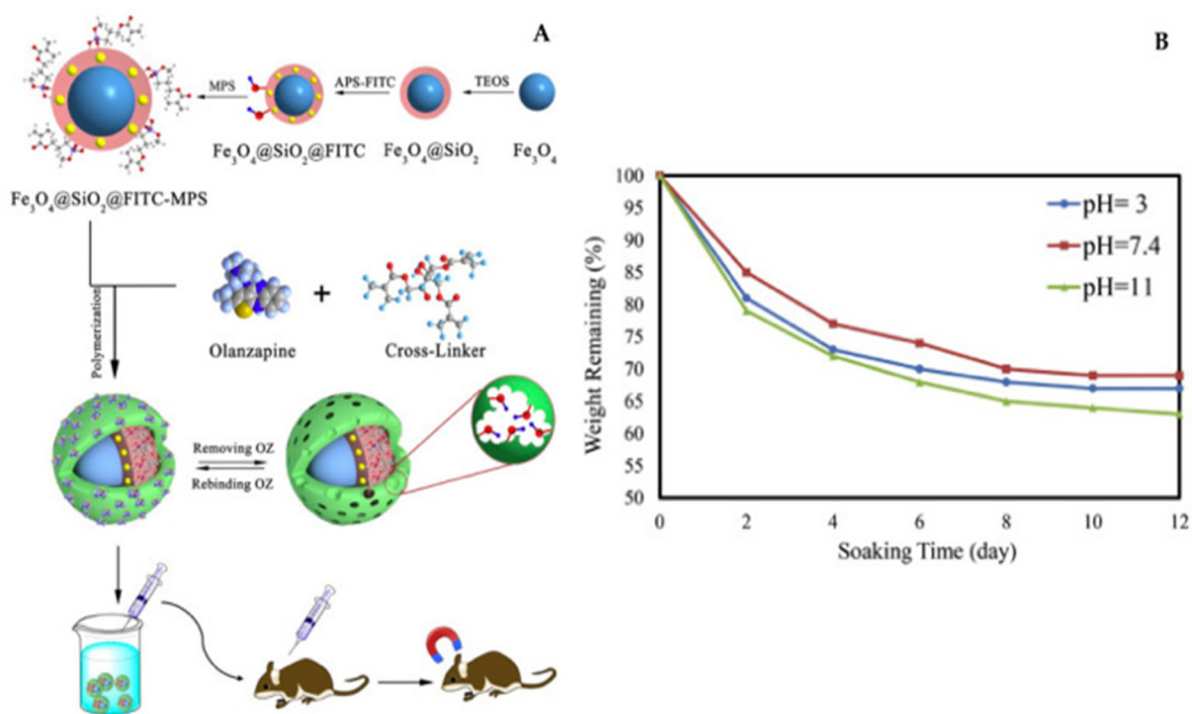 A
MPS
APS-FITC
TEOS
Fe₃O₄@SiO₂@FITC
Fe₃O₄@SiO₂
Fe₃O₄
Fe₃O₄@SiO₂@FITC-MPS
Polymerization
+
Olanzapine
Cross-Linker
Removing OZ
Rebinding OZ
B
Weight Remaining (%)
100
95
90
85
80
75
70
65
60
55
50
pH= 3
pH=7.4
pH=11
0 2 4 6 8 10 12
Soaking Time (day)